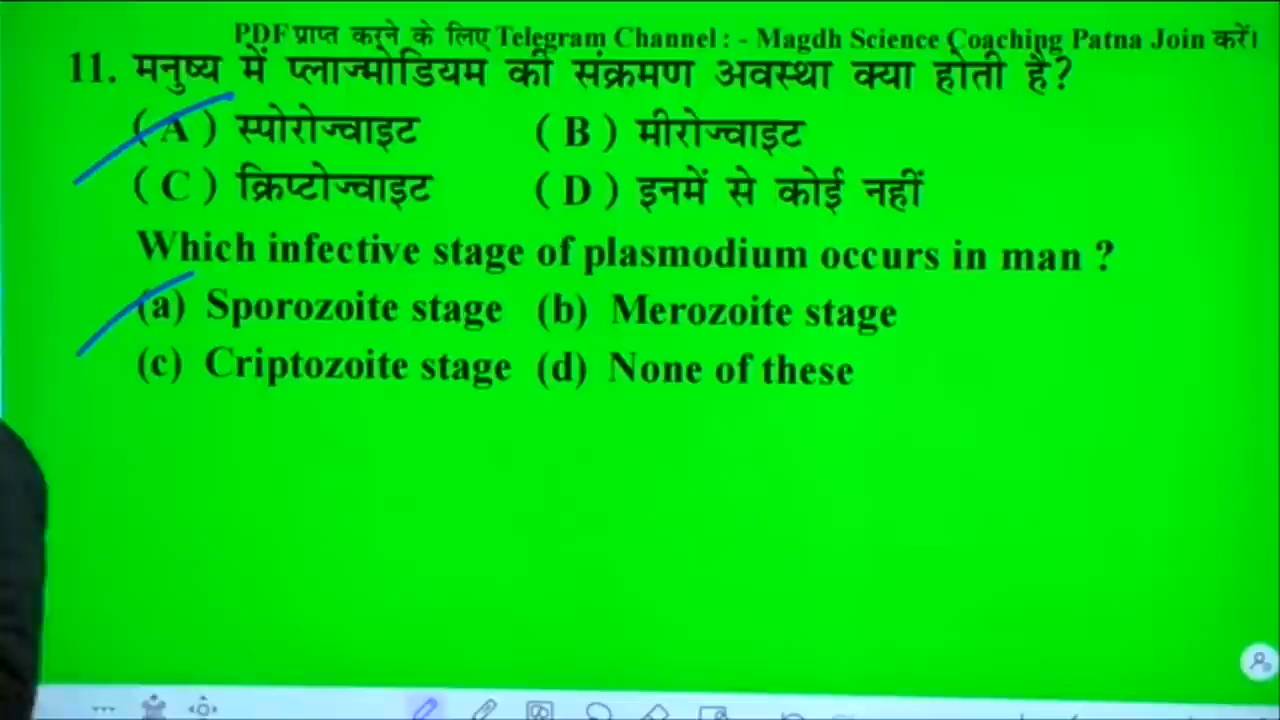 PDF प्राप्त करने के लिए Telegram Channel : - Magdh Science Coaching Patna Join करें।
11. मनुष्य में प्लाज्मोडियम की संक्रमण अवस्था क्या होती है?
( A ) स्पोरोज्वाइट ( B ) मीरोज्वाइट
( C ) क्रिप्टोज्वाइट ( D ) इनमें से कोई नहीं
Which infective stage of plasmodium occurs in man ?
(a) Sporozoite stage (b) Merozoite stage
(c) Criptozoite stage (d) None of these